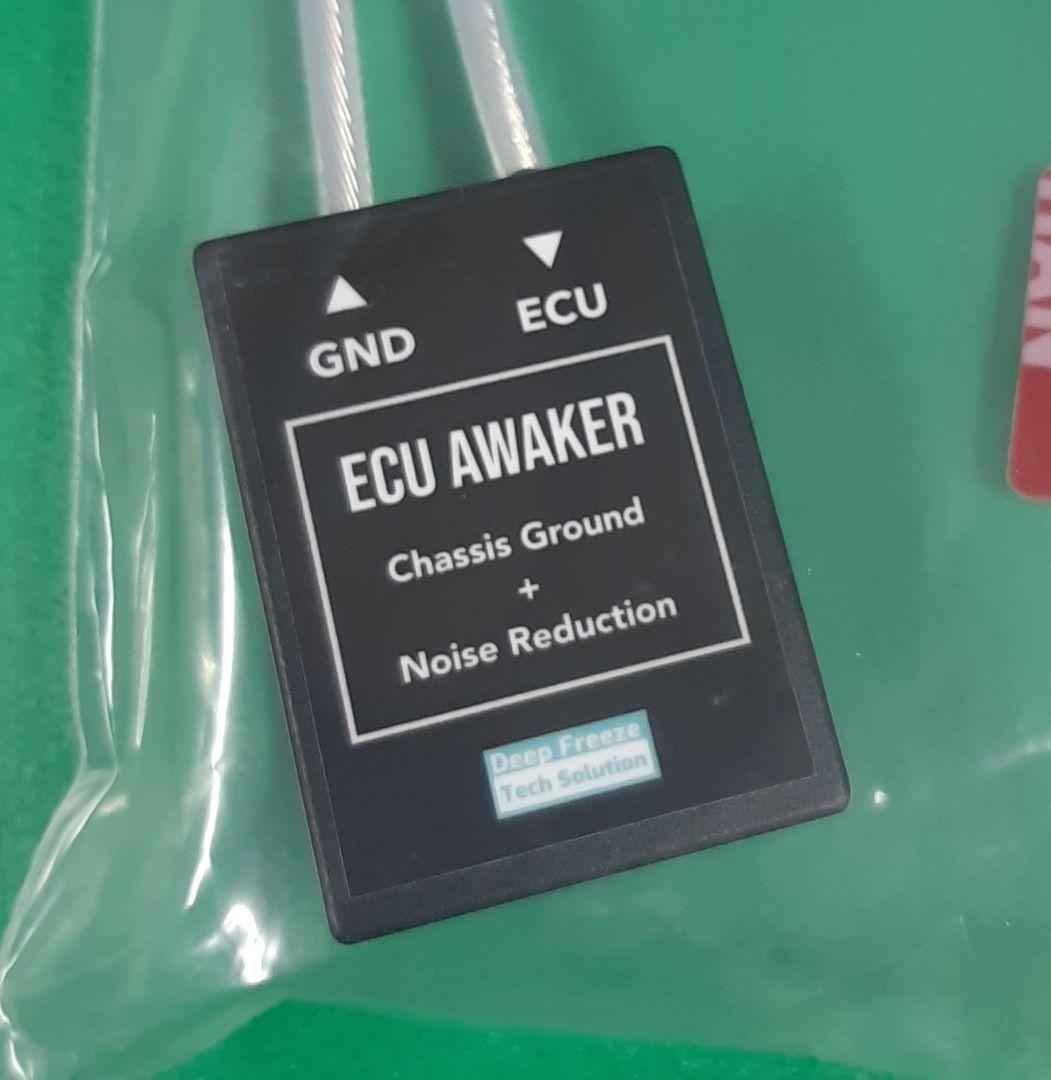 GND ECU
ECU AWAKER
Chassis Ground
+
Noise Reduction
Deep Freeze
Tech Solution